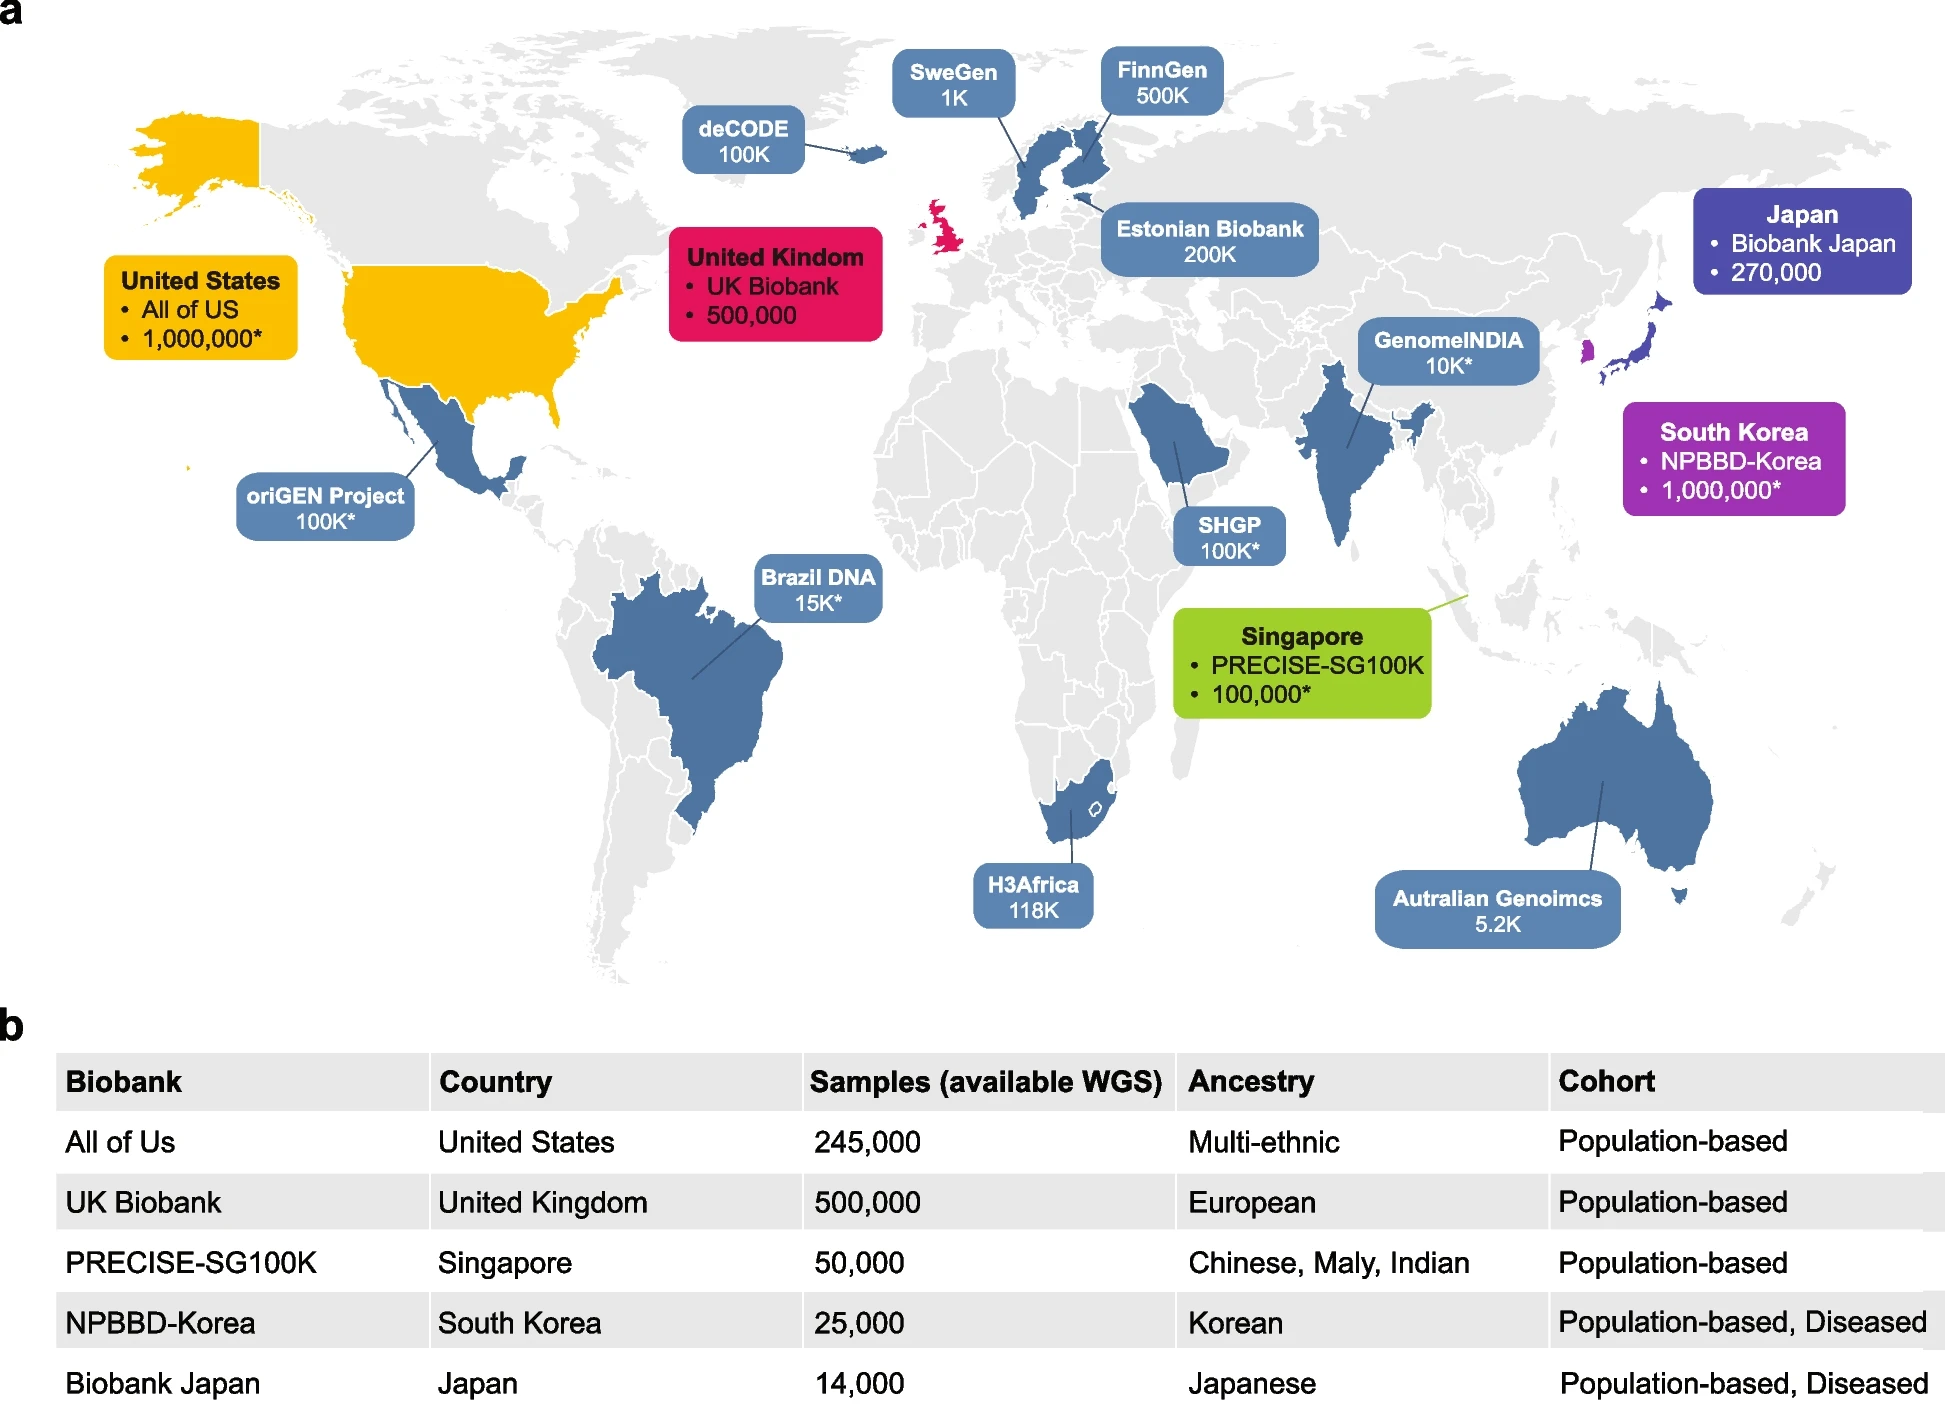 a
SweGen
1K
FinnGen
500K
deCODE
100K
Estonian Biobank
200K
Japan
• Biobank Japan
• 270,000
United Kindom
• UK Biobank
• 500,000
United States
• All of US
• 1,000,000*
GenomeINDIA
10K*
South Korea
• NPBBD-Korea
• 1,000,000*
oriGEN Project
100K*
SHGP
100K*
Brazil DNA
15K*
Singapore
• PRECISE-SG100K
• 100,000*
H3Africa
118K
Autralian Genoimcs
5.2K
b
Biobank Country Samples (available WGS) Ancestry Cohort
All of Us United States 245,000 Multi-ethnic Population-based
UK Biobank United Kingdom 500,000 European Population-based
PRECISE-SG100K Singapore 50,000 Chinese, Maly, Indian Population-based
NPBBD-Korea South Korea 25,000 Korean Population-based, Diseased
Biobank Japan Japan 14,000 Japanese Population-based, Diseased